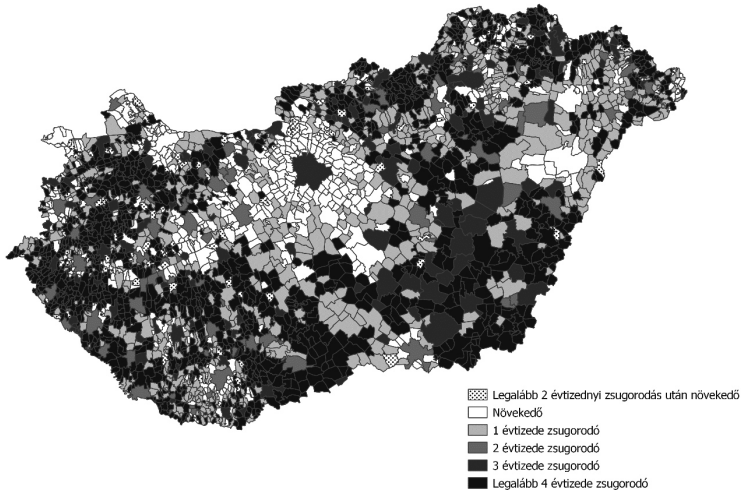 Legalább 2 évtizednyi zsugorodás után növekedő
Növekedő
1 évtizede zsugorodó
2 évtizede zsugorodó
3 évtizede zsugorodó
Legalább 4 évtizede zsugorodó